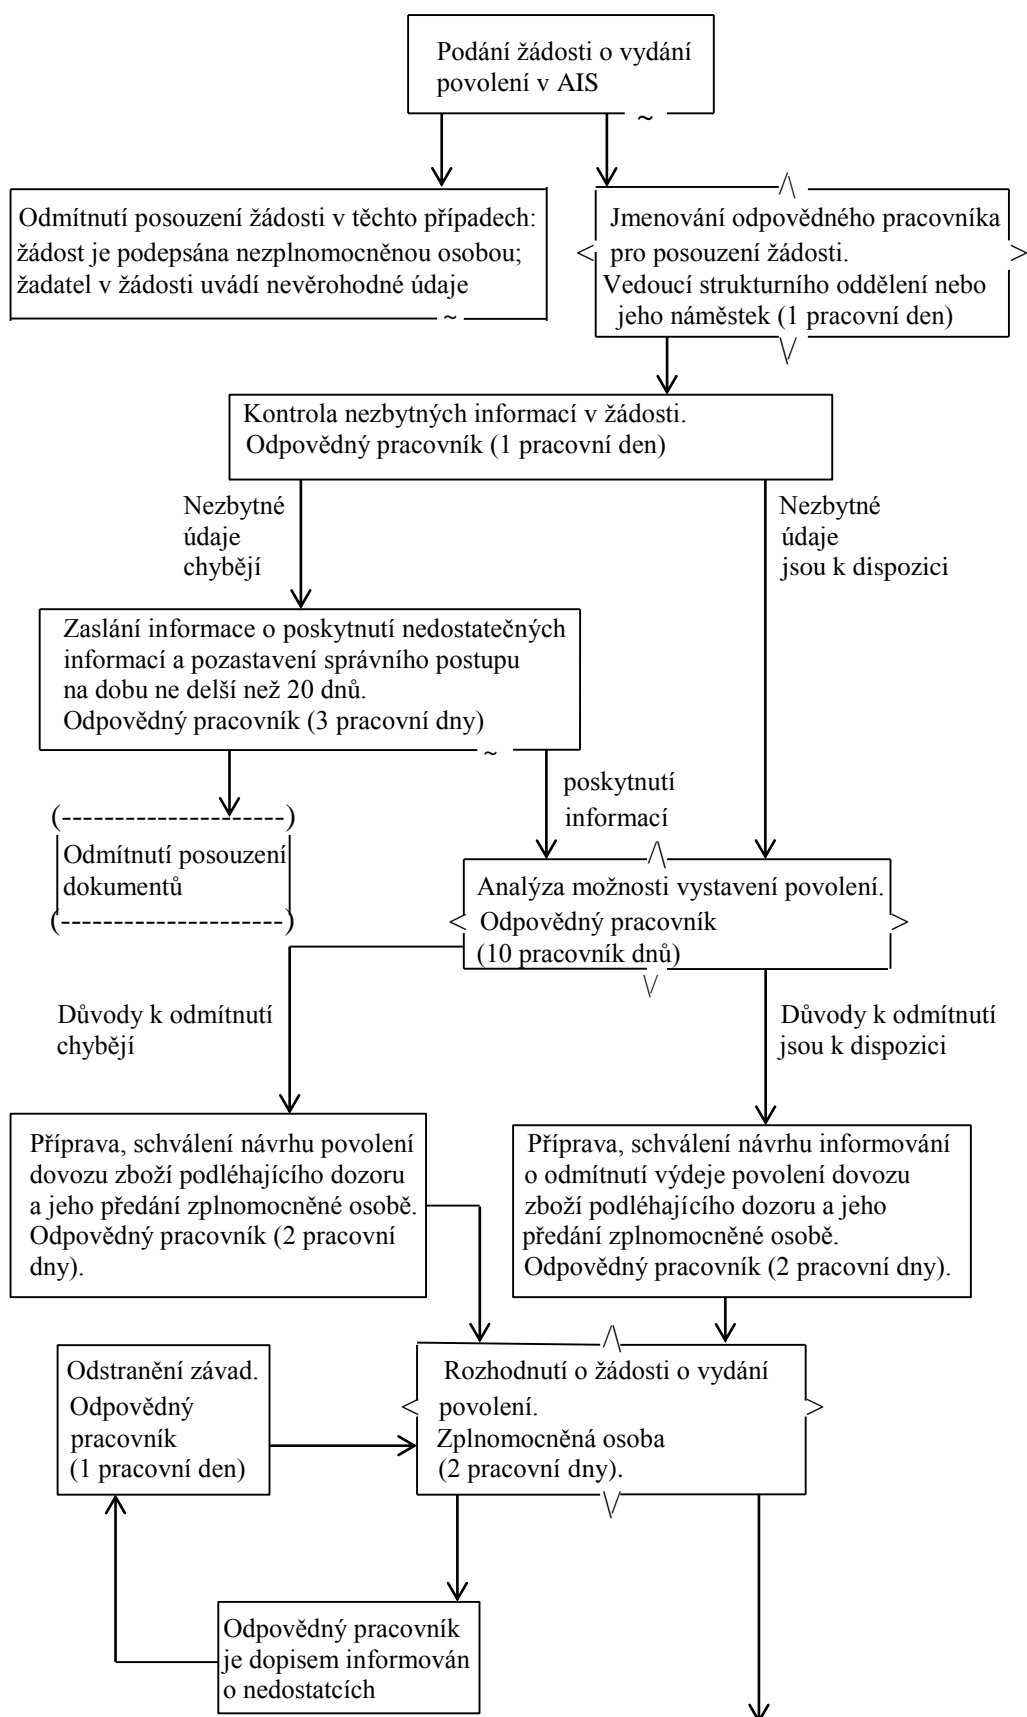 Podání žádosti o vydání
povolení v AIS
Odmítnutí posouzení žádosti v těchto případech:
žádost je podepsána nezplnomocněnou osobou;
žadatel v žádosti uvádí nevěrohodné údaje
Jmenování odpovědného pracovníka
pro posouzení žádosti.
Vedoucí strukturního oddělení nebo
jeho náměstek (1 pracovní den)
Kontrola nezbytných informací v žádosti.
Odpovědný pracovník (1 pracovní den)
Nezbytné
údaje
chybějí
Nezbytné
údaje
jsou k dispozici
Zaslání informace o poskytnutí nedostatečných
informací a pozastavení správního postupu
na dobu ne delší než 20 dnů.
Odpovědný pracovník (3 pracovní dny)
poskytnutí
informací
Odmítnutí posouzení
dokumentů
Analýza možnosti vystavení povolení.
Odpovědný pracovník
(10 pracovník dnů)
Důvody k odmítnutí
chybějí
Důvody k odmítnutí
jsou k dispozici
Příprava, schválení návrhu povolení
dovozu zboží podléhajícího dozoru
a jeho předání zplnomocněné osobě.
Odpovědný pracovník (2 pracovní
dny).
Příprava, schválení návrhu informování
o odmítnutí výdeje povolení dovozu
zboží podléhajícího dozoru a jeho
předání zplnomocněné osobě.
Odpovědný pracovník (2 pracovní dny).
Odstranění závad.
Odpovědný
pracovník
(1 pracovní den)
Rozhodnutí o žádosti o vydání
povolení.
Zplnomocněná osoba
(2 pracovní dny).
Odpovědný pracovník
je dopisem informován
o nedostatcích